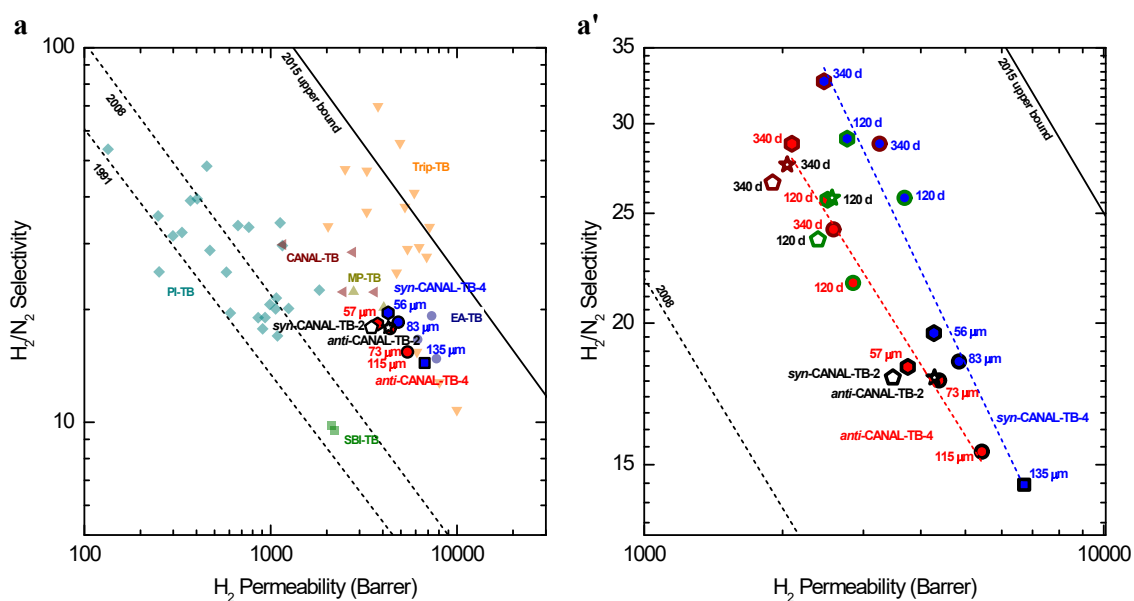 a
100
10
H2/N2 Selectivity
2015 upper bound
2008
1991
Trip-TB
CANAL-TB
MP-TB
PI-TB
syn-CANAL-TB-4
57 µm
56 µm
EA-TB
syn-CANAL-TB-2
83 µm
anti-CANAL-TB-2
73 µm
135 µm
115 µm
anti-CANAL-TB-4
SBI-TB
100
1000
10000
H2 Permeability (Barrer)
a'
35
30
25
20
15
H2/N2 Selectivity
2015 upper bound
340 d
120 d
340 d
340 d
340 d
340 d
120 d
120 d
120 d
340 d
120 d
120 d
2008
56 µm
57 µm
83 µm
syn-CANAL-TB-2
anti-CANAL-TB-2
73 µm
syn-CANAL-TB-4
anti-CANAL-TB-4
115 µm
135 µm
1000
10000
H2 Permeability (Barrer)